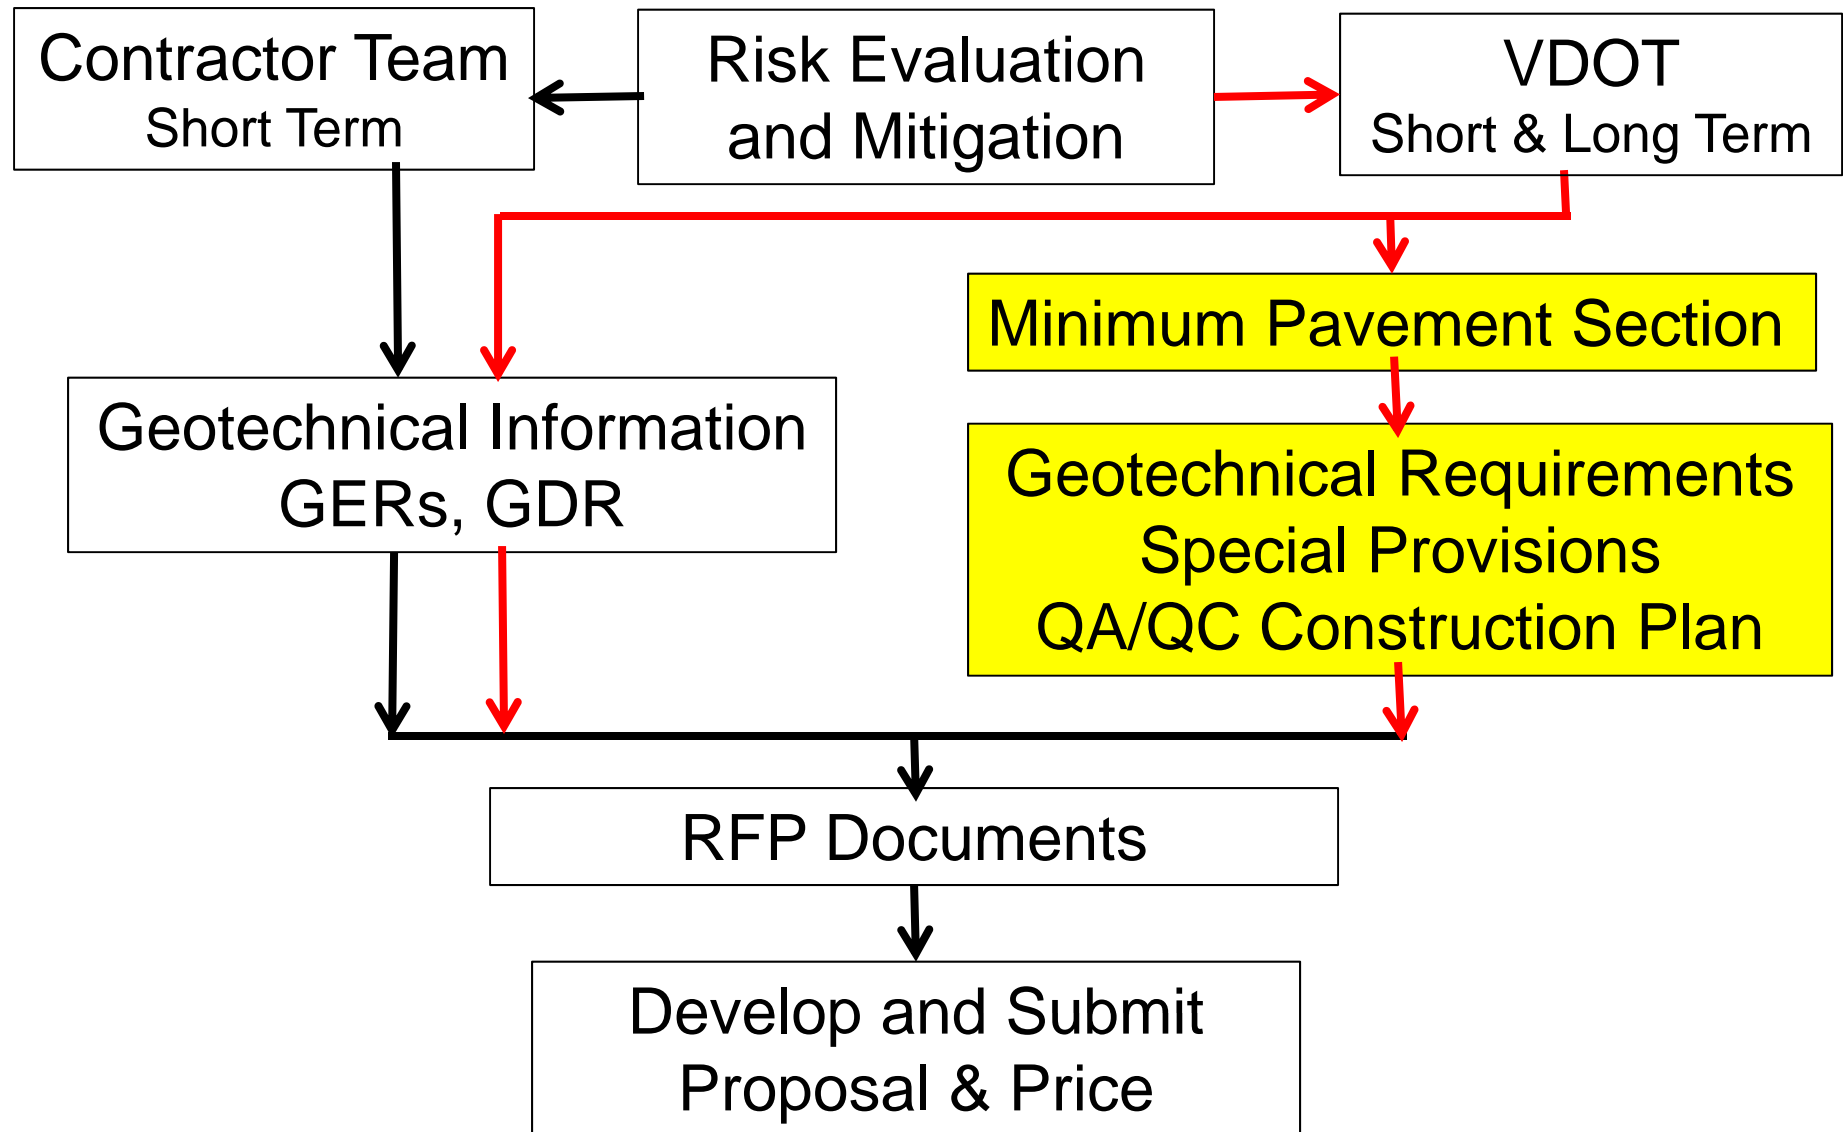 Contractor Team
Short Term
Risk Evaluation
and Mitigation
VDOT
Short & Long Term
Minimum Pavement Section
Geotechnical Information
GERs, GDR
Geotechnical Requirements
Special Provisions
QA/QC Construction Plan
RFP Documents
Develop and Submit
Proposal & Price